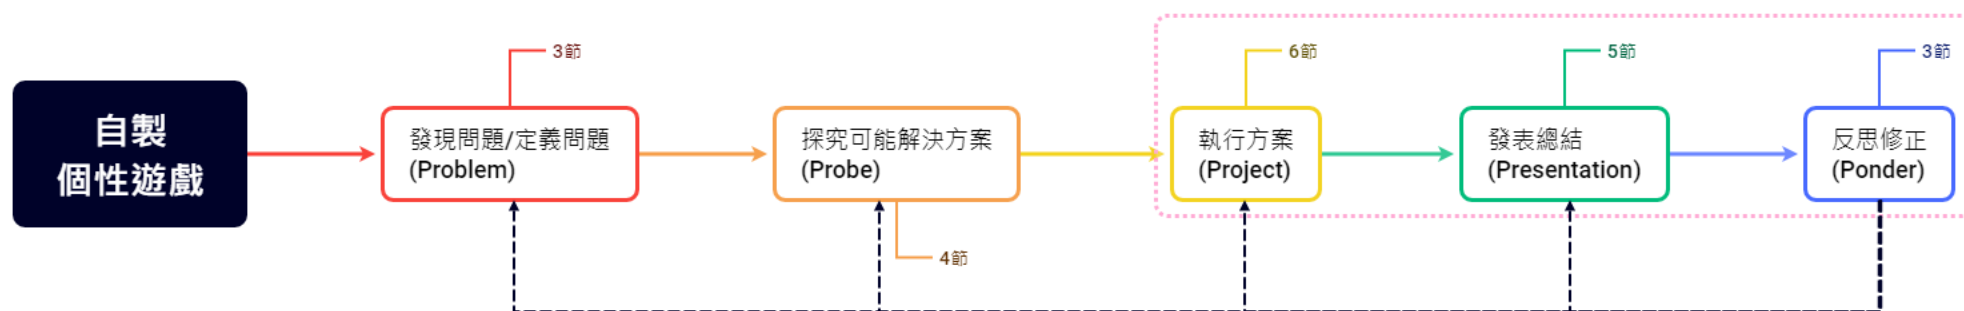 自製
個性遊戲
3節
發現問題/定義問題
(Problem)
探究可能解決方案
(Probe)
4節
6節
執行方案
(Project)
5節
發表總結
(Presentation)
3節
反思修正
(Ponder)